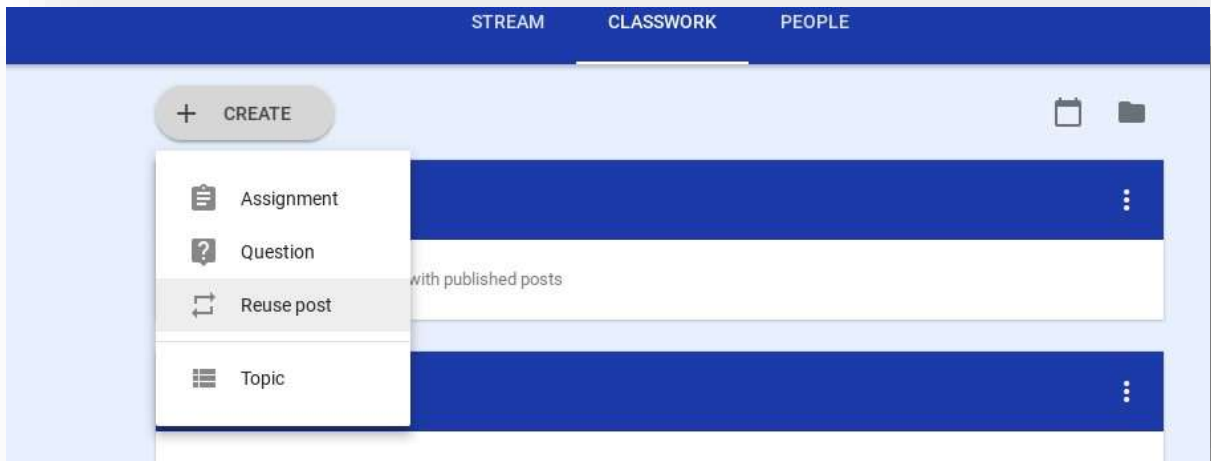 STREAM CLASSWORK PEOPLE
+ CREATE
Assignment
Question
with published posts
Reuse post
Topic